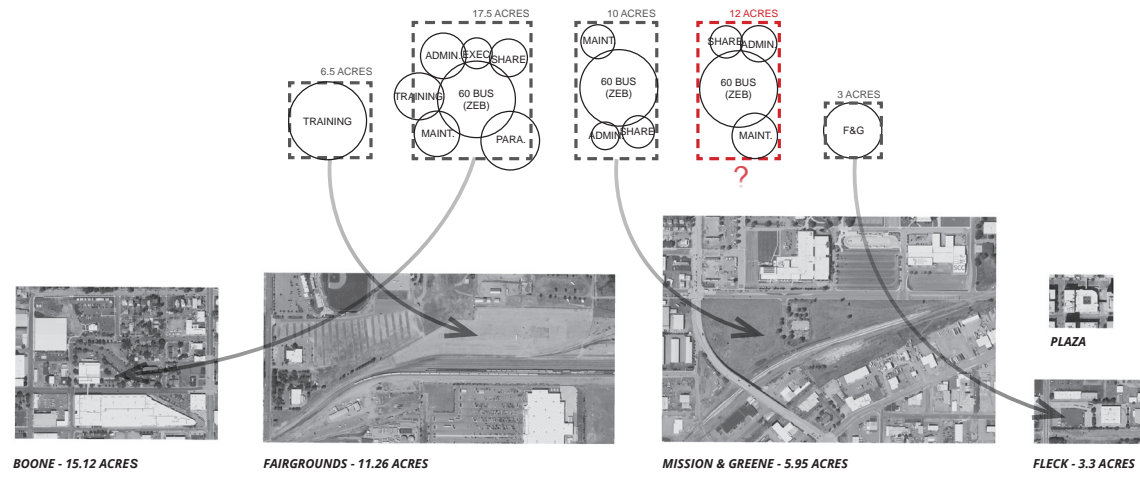 17.5 ACRES
10 ACRES
12 ACRES
6.5 ACRES
3 ACRES
TRAINING
ADMIN.
EXEC.
SHARE
TRAINING
60 BUS
(ZEB)
MAINT.
PARA.
MAINT.
60 BUS
(ZEB)
ADMIN.
SHARE
SHARE
ADMIN.
60 BUS
(ZEB)
MAINT.
F&G
?
SCC
PLAZA
BOONE - 15.12 ACRES
FAIRGROUNDS - 11.26 ACRES
MISSION & GREENE - 5.95 ACRES
FLECK - 3.3 ACRES